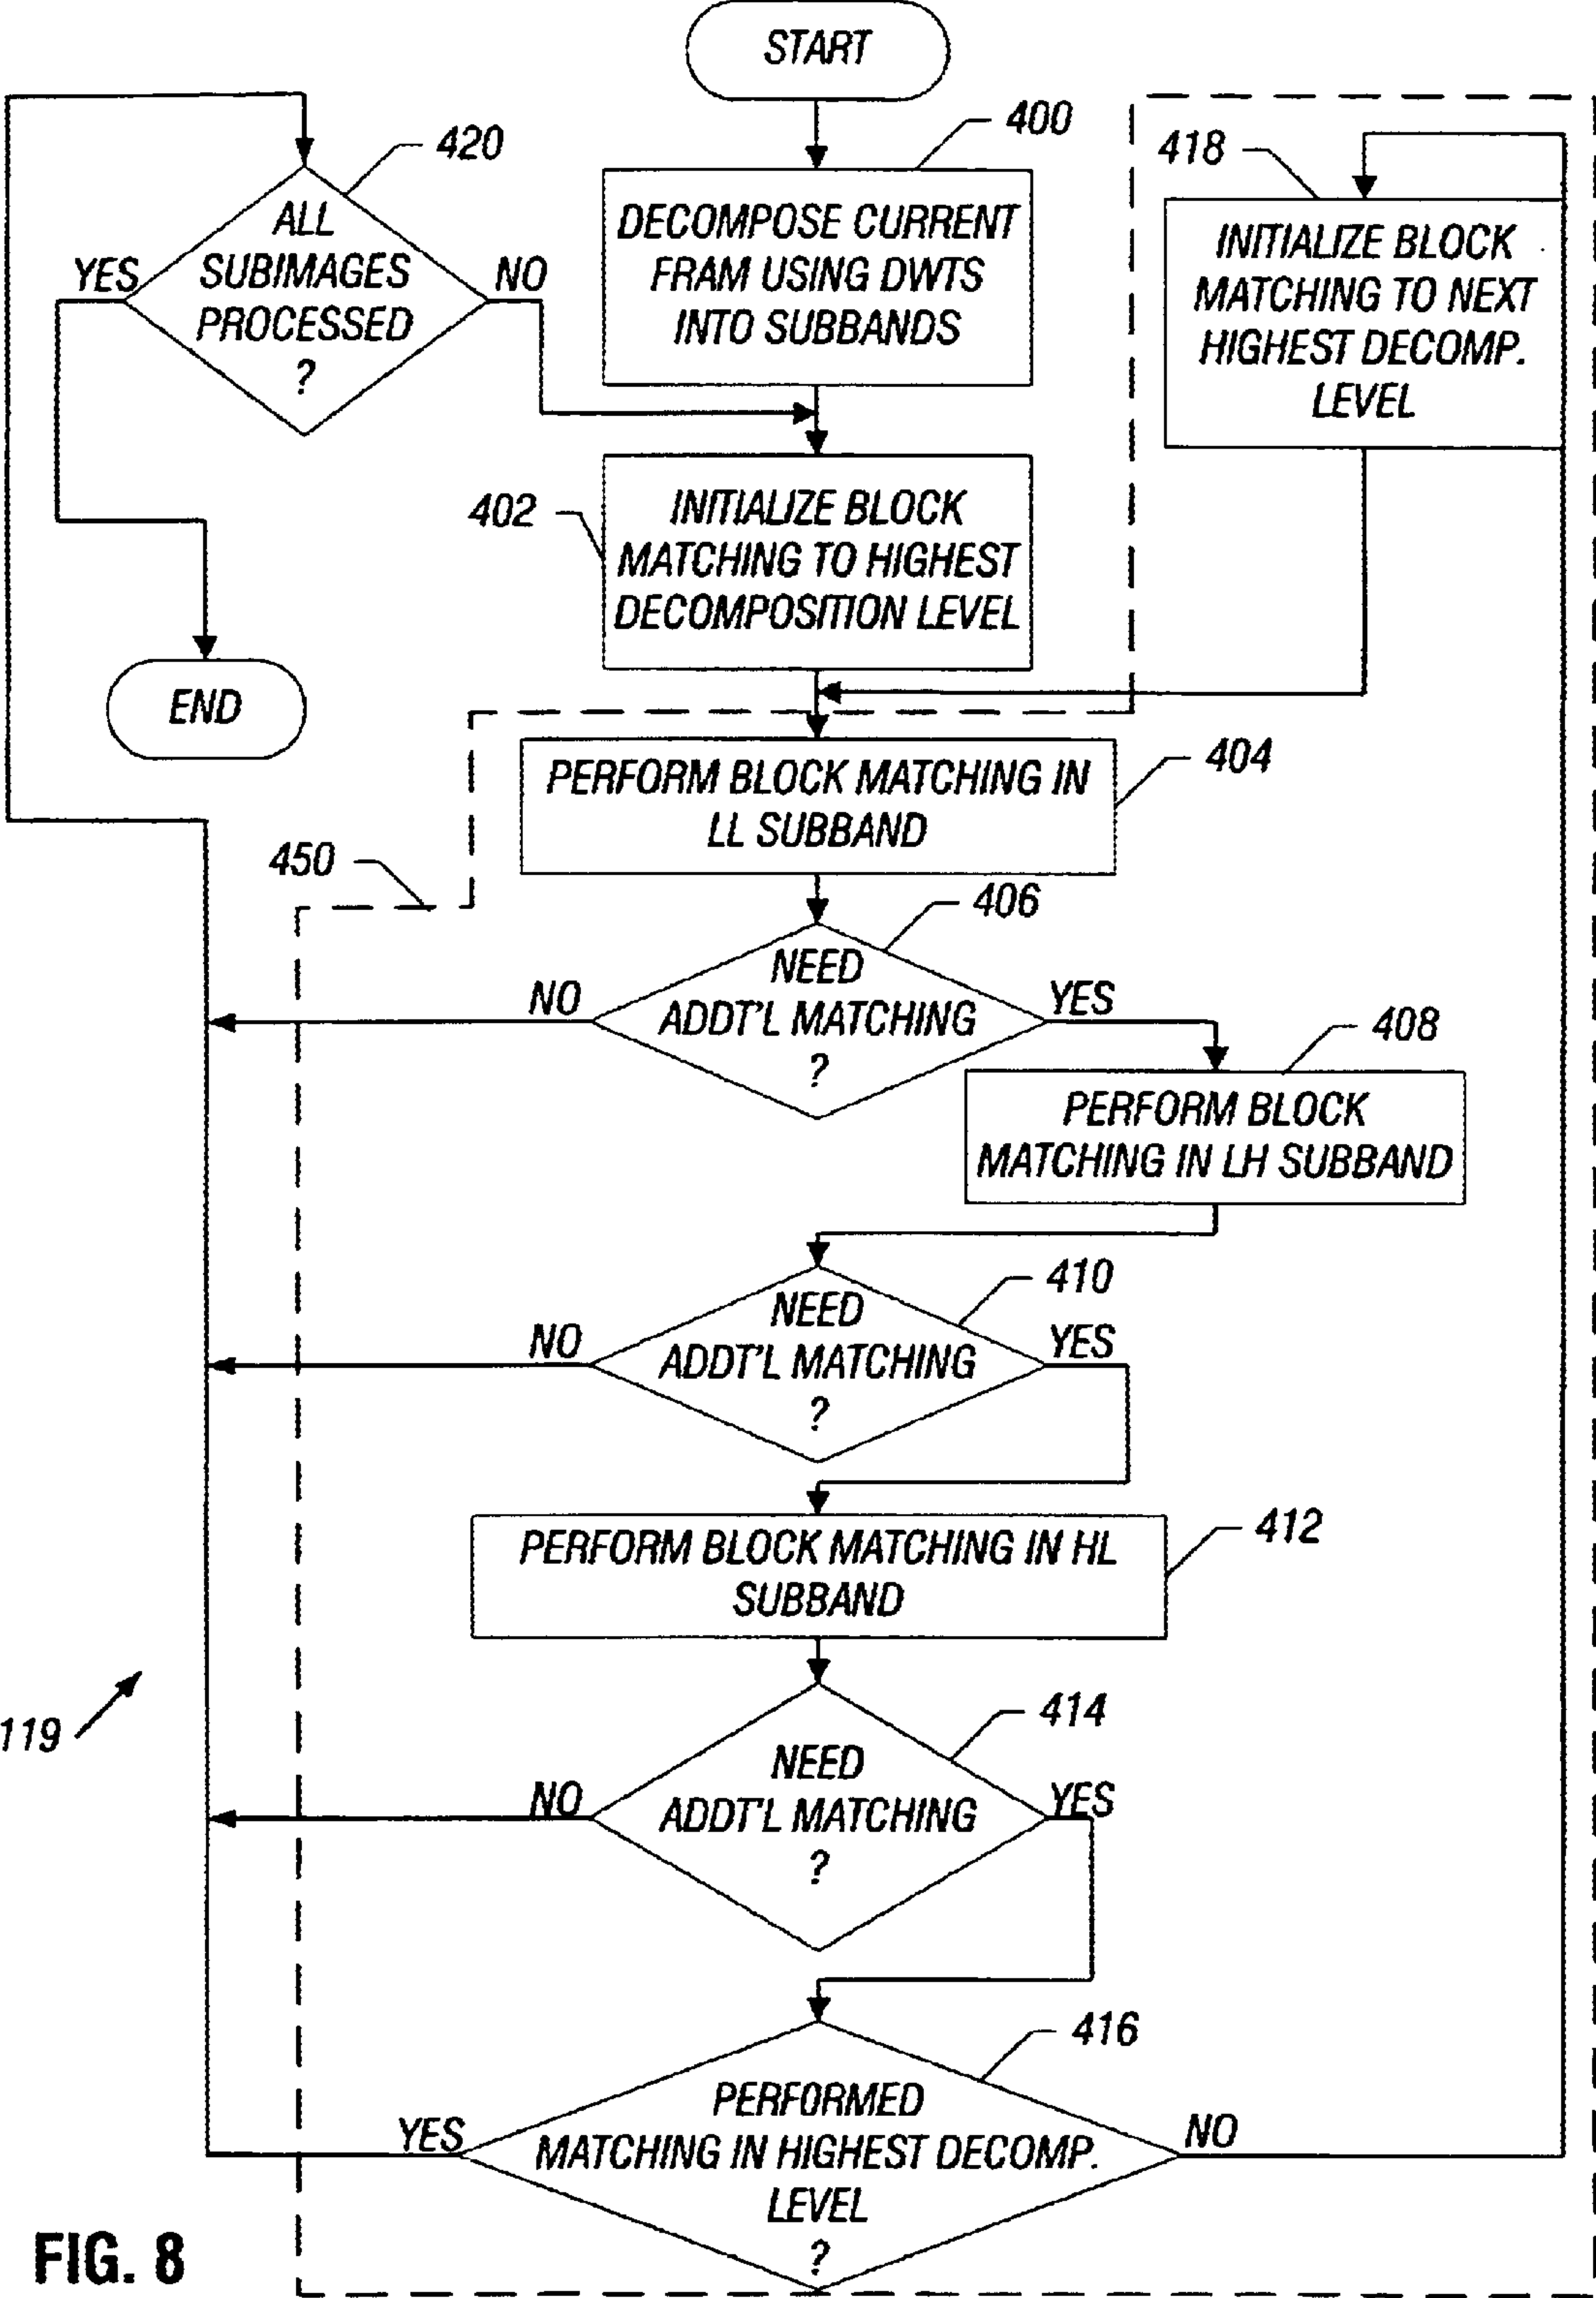 START
400
DECOMPOSE CURRENT
FRAM USING DWTS
INTO SUBBANDS
420
ALL
SUBIMAGES
PROCESSED
?
YES
NO
418
INITIALIZE BLOCK
MATCHING TO NEXT
HIGHEST DECOMP.
LEVEL
402
INITIALIZE BLOCK
MATCHING TO HIGHEST
DECOMPOSITION LEVEL
END
404
PERFORM BLOCK MATCHING IN
LL SUBBAND
450
406
NEED
ADDT'L MATCHING
?
NO
YES
408
PERFORM BLOCK
MATCHING IN LH SUBBAND
410
NEED
ADDT'L MATCHING
?
NO
YES
412
PERFORM BLOCK MATCHING IN HL
SUBBAND
414
NEED
ADDT'L MATCHING
?
NO
YES
119
416
PERFORMED
MATCHING IN HIGHEST DECOMP.
LEVEL
?
YES
NO
FIG. 8